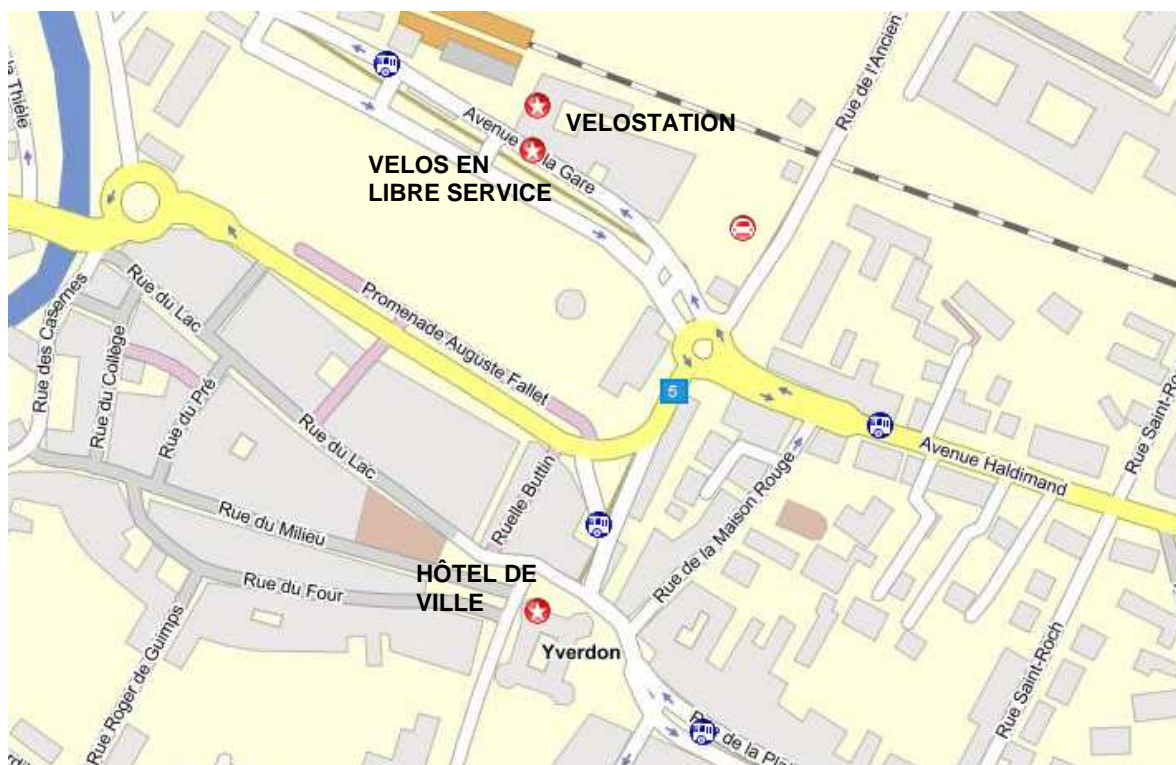 la Thièle
Rue de l'Ancien
Avenue
la Gare
VELOSTATION
VELOS EN
LIBRE SERVICE
Rue des Casernes
Rue du Lac
Rue du Collège
Rue du Pré
Promenade Auguste Fallet
5
Rue du Lac
Ruelle Buttin
Avenue Haldimand
Rue Saint-Roch
Rue du Milieu
Rue de la Maison Rouge
Rue du Four
HÔTEL DE
VILLE
Rue Roger de Guimps
Yverdon
Rue Saint-Roch
de la